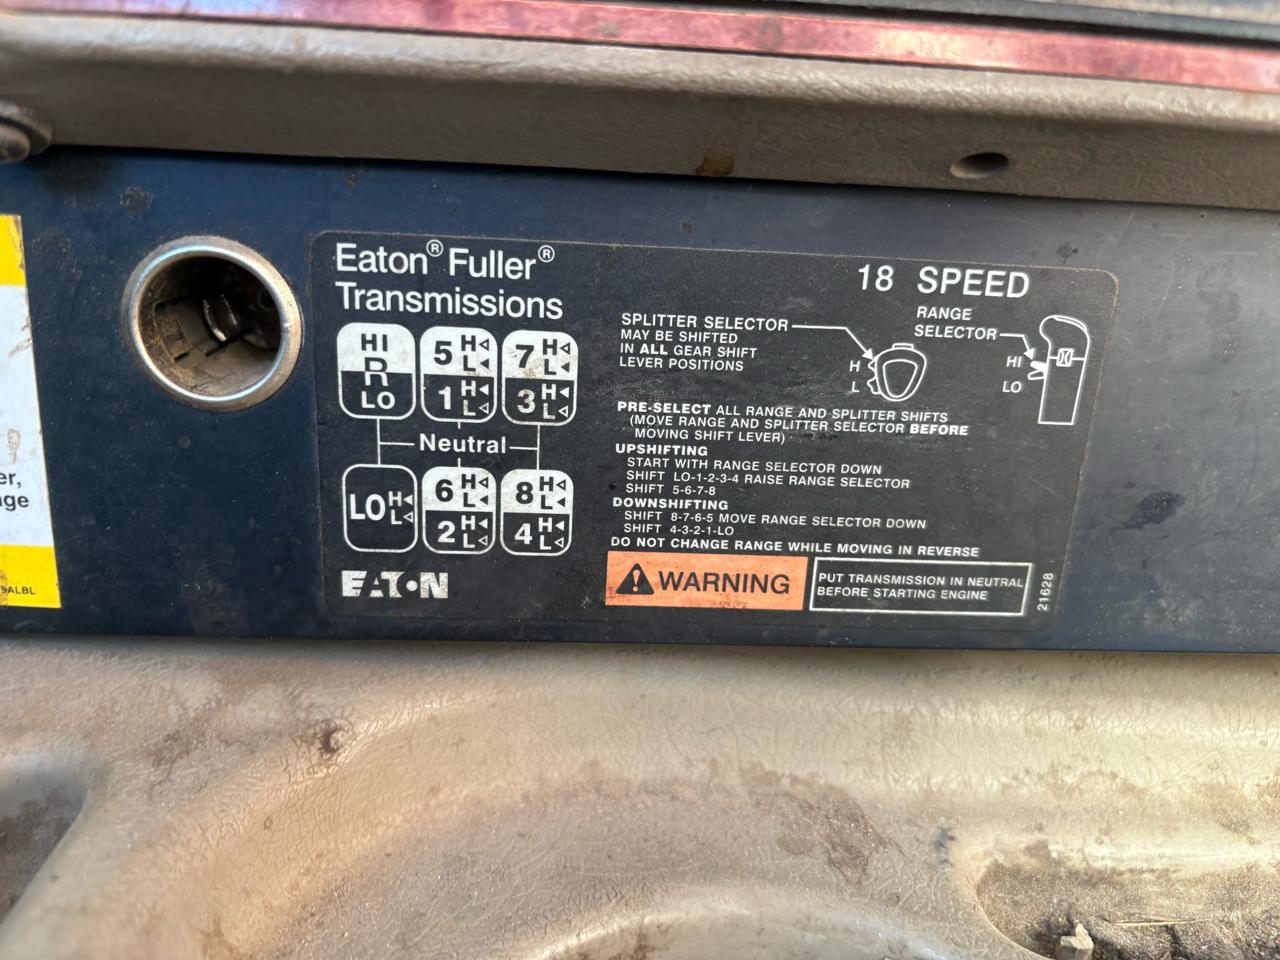 er,
nge
9ALBL
Eaton® Fuller®
Transmissions
18 SPEED
HI
R
LO
5 H
L
1 H
L
7 H
L
3 H
L
Neutral
LO H
L
6 H
L
2 H
L
8 H
L
4 H
L
EATON
SPLITTER SELECTOR
MAY BE SHIFTED
IN ALL GEAR SHIFT
LEVER POSITIONS
H
L
RANGE
SELECTOR
HI
LO
PRE-SELECT ALL RANGE AND SPLITTER SHIFTS
(MOVE RANGE AND SPLITTER SELECTOR BEFORE
MOVING SHIFT LEVER)
UPSHIFTING
START WITH RANGE SELECTOR DOWN
SHIFT LO-1-2-3-4 RAISE RANGE SELECTOR
SHIFT 5-6-7-8
DOWNSHIFTING
SHIFT 8-7-6-5 MOVE RANGE SELECTOR DOWN
SHIFT 4-3-2-1-LO
DO NOT CHANGE RANGE WHILE MOVING IN REVERSE
WARNING
PUT TRANSMISSION IN NEUTRAL
BEFORE STARTING ENGINE
21628